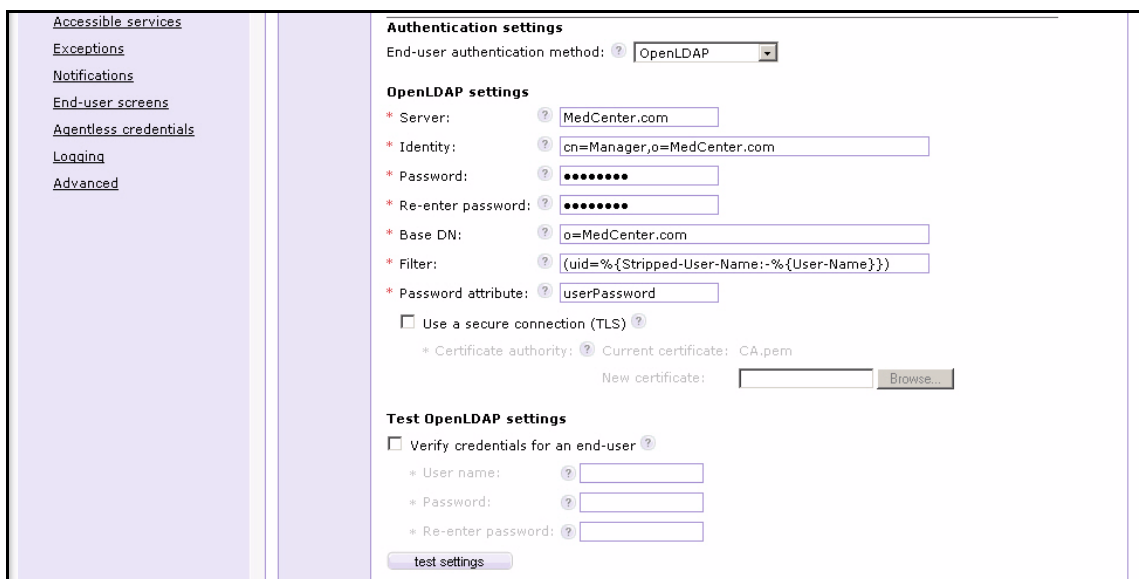 Accessible services
Exceptions
Notifications
End-user screens
Agentless credentials
Logging
Advanced
Authentication settings
End-user authentication method: ? OpenLDAP
OpenLDAP settings
* Server: ? MedCenter.com
* Identity: ? cn=Manager,o=MedCenter.com
* Password: ? ••••••••
* Re-enter password: ? ••••••••
* Base DN: ? o=MedCenter.com
* Filter: ? (uid=%{Stripped-User-Name:-%{User-Name}})
* Password attribute: ? userPassword
Use a secure connection (TLS) ?
* Certificate authority: ? Current certificate: CA.pem
New certificate: Browse...
Test OpenLDAP settings
Verify credentials for an end-user ?
* User name: ?
* Password: ?
* Re-enter password: ?
test settings